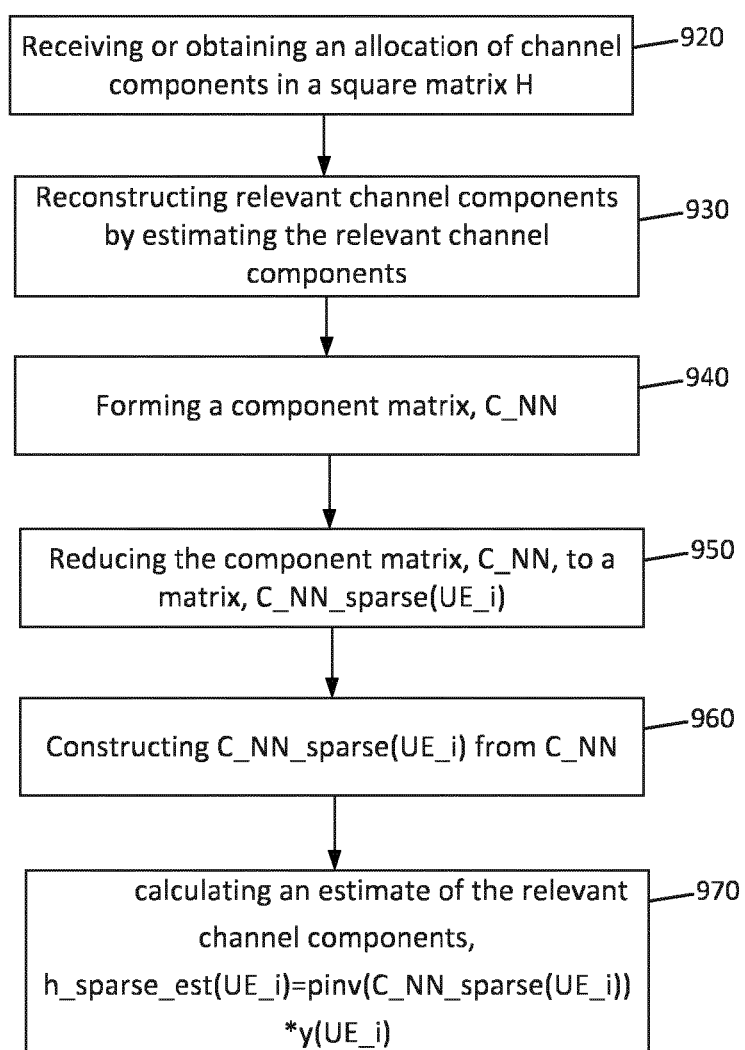 Receiving or obtaining an allocation of channel
components in a square matrix H
920
Reconstructing relevant channel components
by estimating the relevant channel
components
930
Forming a component matrix, C_NN
940
Reducing the component matrix, C_NN, to a
matrix, C_NN_sparse(UE_i)
950
Constructing C_NN_sparse(UE_i) from C_NN
960
calculating an estimate of the relevant
channel components,
h_sparse_est(UE_i)=pinv(C_NN_sparse(UE_i))
*y(UE_i)
970